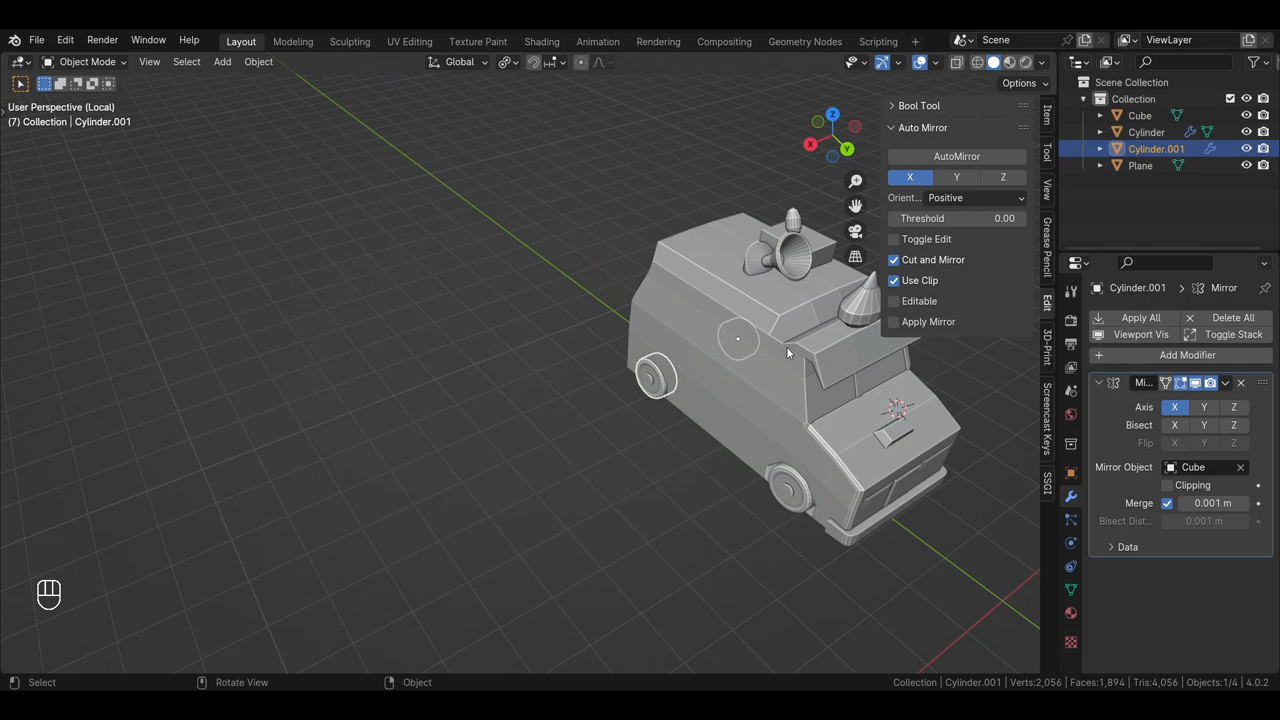 File Edit Render Window Help Layout Modeling Sculpting UV Editing Texture Paint Shading Animation Rendering Compositing Geometry Nodes Scripting + Scene ViewLayer
Object Mode View Select Add Object Global
Options
User Perspective (Local)
(7) Collection | Cylinder.001
Z
X
Y
Bool Tool
Auto Mirror
AutoMirror
X Y Z
Orient... Positive
Threshold 0.00
Toggle Edit
Cut and Mirror
Use Clip
Editable
Apply Mirror
Item
Tool
View
Grease Pencil
Edit
3D-Print
Screencast Keys
SSGI
Scene Collection
Collection
Cube
Cylinder
Cylinder.001
Plane
Cylinder.001 Mirror
Apply All Delete All
Viewport Vis Toggle Stack
Add Modifier
Mi...
Axis X Y Z
Bisect X Y Z
Flip X Y Z
Mirror Object Cube
Clipping
Merge 0.001 m
Bisect Dist... 0.001 m
Data
Select Rotate View Object Collection | Cylinder.001 | Verts:2,056 | Faces:1,894 | Tris:4,056 | Objects:1/4 | 4.0.2